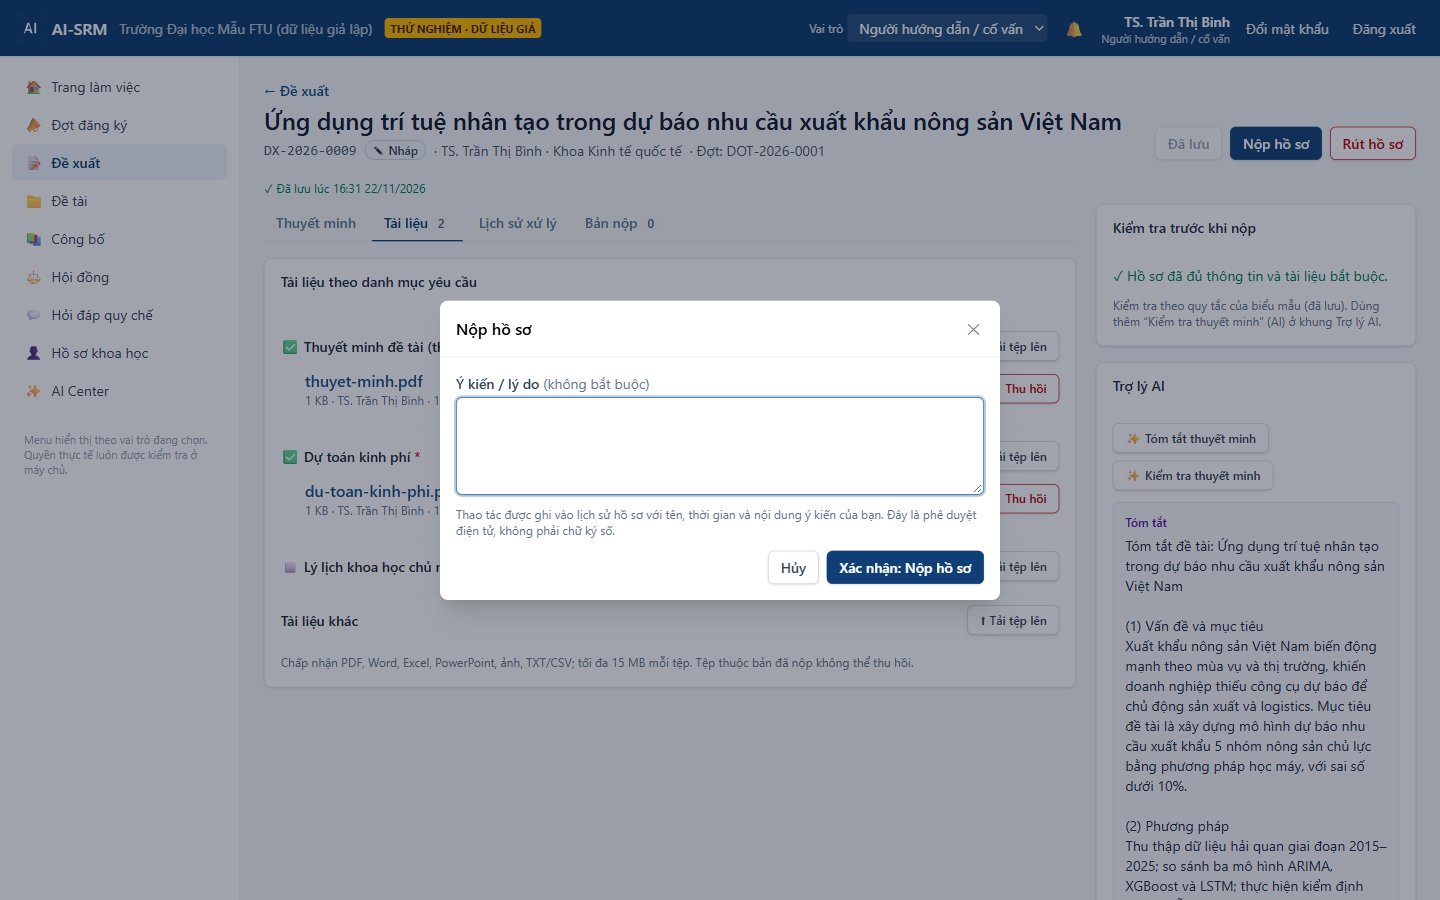 AI AI-SRM Trường Đại học Mẫu FTU (dữ liệu giả lập) THỬ NGHIỆM · DỮ LIỆU GIẢ Vai trò Người hướng dẫn / cố vấn TS. Trần Thị Bình Đổi mật khẩu Đăng xuất
Người hướng dẫn / cố vấn
Trang làm việc
Đợt đăng ký
Đề xuất
Đề tài
Công bố
Hội đồng
Hỏi đáp quy chế
Hồ sơ khoa học
AI Center
Menu hiển thị theo vai trò đang chọn.
Quyền thực tế luôn được kiểm tra ở
máy chủ.
← Đề xuất
Ứng dụng trí tuệ nhân tạo trong dự báo nhu cầu xuất khẩu nông sản Việt Nam
DX-2026-0009 Nháp · TS. Trần Thị Bình · Khoa Kinh tế quốc tế · Đợt: DOT-2026-0001
Đã lưu Nộp hồ sơ Rút hồ sơ
✓ Đã lưu lúc 16:31 22/11/2026
Thuyết minh Tài liệu 2 Lịch sử xử lý Bản nộp 0
Tài liệu theo danh mục yêu cầu
Thuyết minh đề tài (th
ải tệp lên
thuyet-minh.pdf
Thu hồi
1 KB · TS. Trần Thị Bình · 1
Dự toán kinh phí *
ải tệp lên
du-toan-kinh-phi.p
Thu hồi
1 KB · TS. Trần Thị Bình · 1
Lý lịch khoa học chủ n
ải tệp lên
Tài liệu khác
⬆ Tải tệp lên
Chấp nhận PDF, Word, Excel, PowerPoint, ảnh, TXT/CSV; tối đa 15 MB mỗi tệp. Tệp thuộc bản đã nộp không thể thu hồi.
Nộp hồ sơ
Ý kiến / lý do (không bắt buộc)
Thao tác được ghi vào lịch sử hồ sơ với tên, thời gian và nội dung ý kiến của bạn. Đây là phê duyệt
điện tử, không phải chữ ký số.
Hủy Xác nhận: Nộp hồ sơ
Kiểm tra trước khi nộp
✓ Hồ sơ đã đủ thông tin và tài liệu bắt buộc.
Kiểm tra theo quy tắc của biểu mẫu (đã lưu). Dùng
thêm “Kiểm tra thuyết minh” (AI) ở khung Trợ lý AI.
Trợ lý AI
Tóm tắt thuyết minh
Kiểm tra thuyết minh
Tóm tắt
Tóm tắt đề tài: Ứng dụng trí tuệ nhân tạo
trong dự báo nhu cầu xuất khẩu nông sản
Việt Nam
(1) Vấn đề và mục tiêu
Xuất khẩu nông sản Việt Nam biến động
mạnh theo mùa vụ và thị trường, khiến
doanh nghiệp thiếu công cụ dự báo để
chủ động sản xuất và logistics. Mục tiêu
đề tài là xây dựng mô hình dự báo nhu
cầu xuất khẩu 5 nhóm nông sản chủ lực
bằng phương pháp học máy, với sai số
dưới 10%.
(2) Phương pháp
Thu thập dữ liệu hải quan giai đoạn 2015–
2025; so sánh ba mô hình ARIMA,
XGBoost và LSTM; thực hiện kiểm định